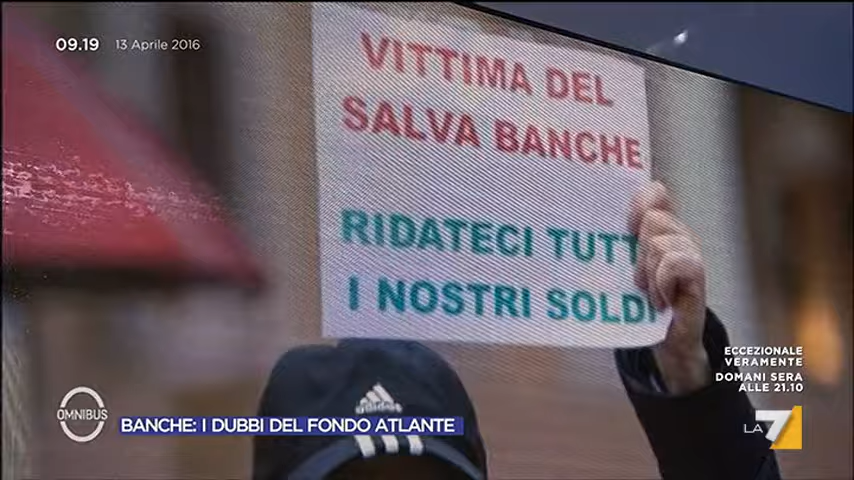 09.19 13 Aprile 2016
VITTIMA DEL
SALVA BANCHE
RIDATECI TUTT
I NOSTRI SOLDI
adidas
ECCEZIONALE
VERAMENTE
DOMANI SERA
ALLE 21.10
OMNIBUS
BANCHE: I DUBBI DEL FONDO ATLANTE
LA7